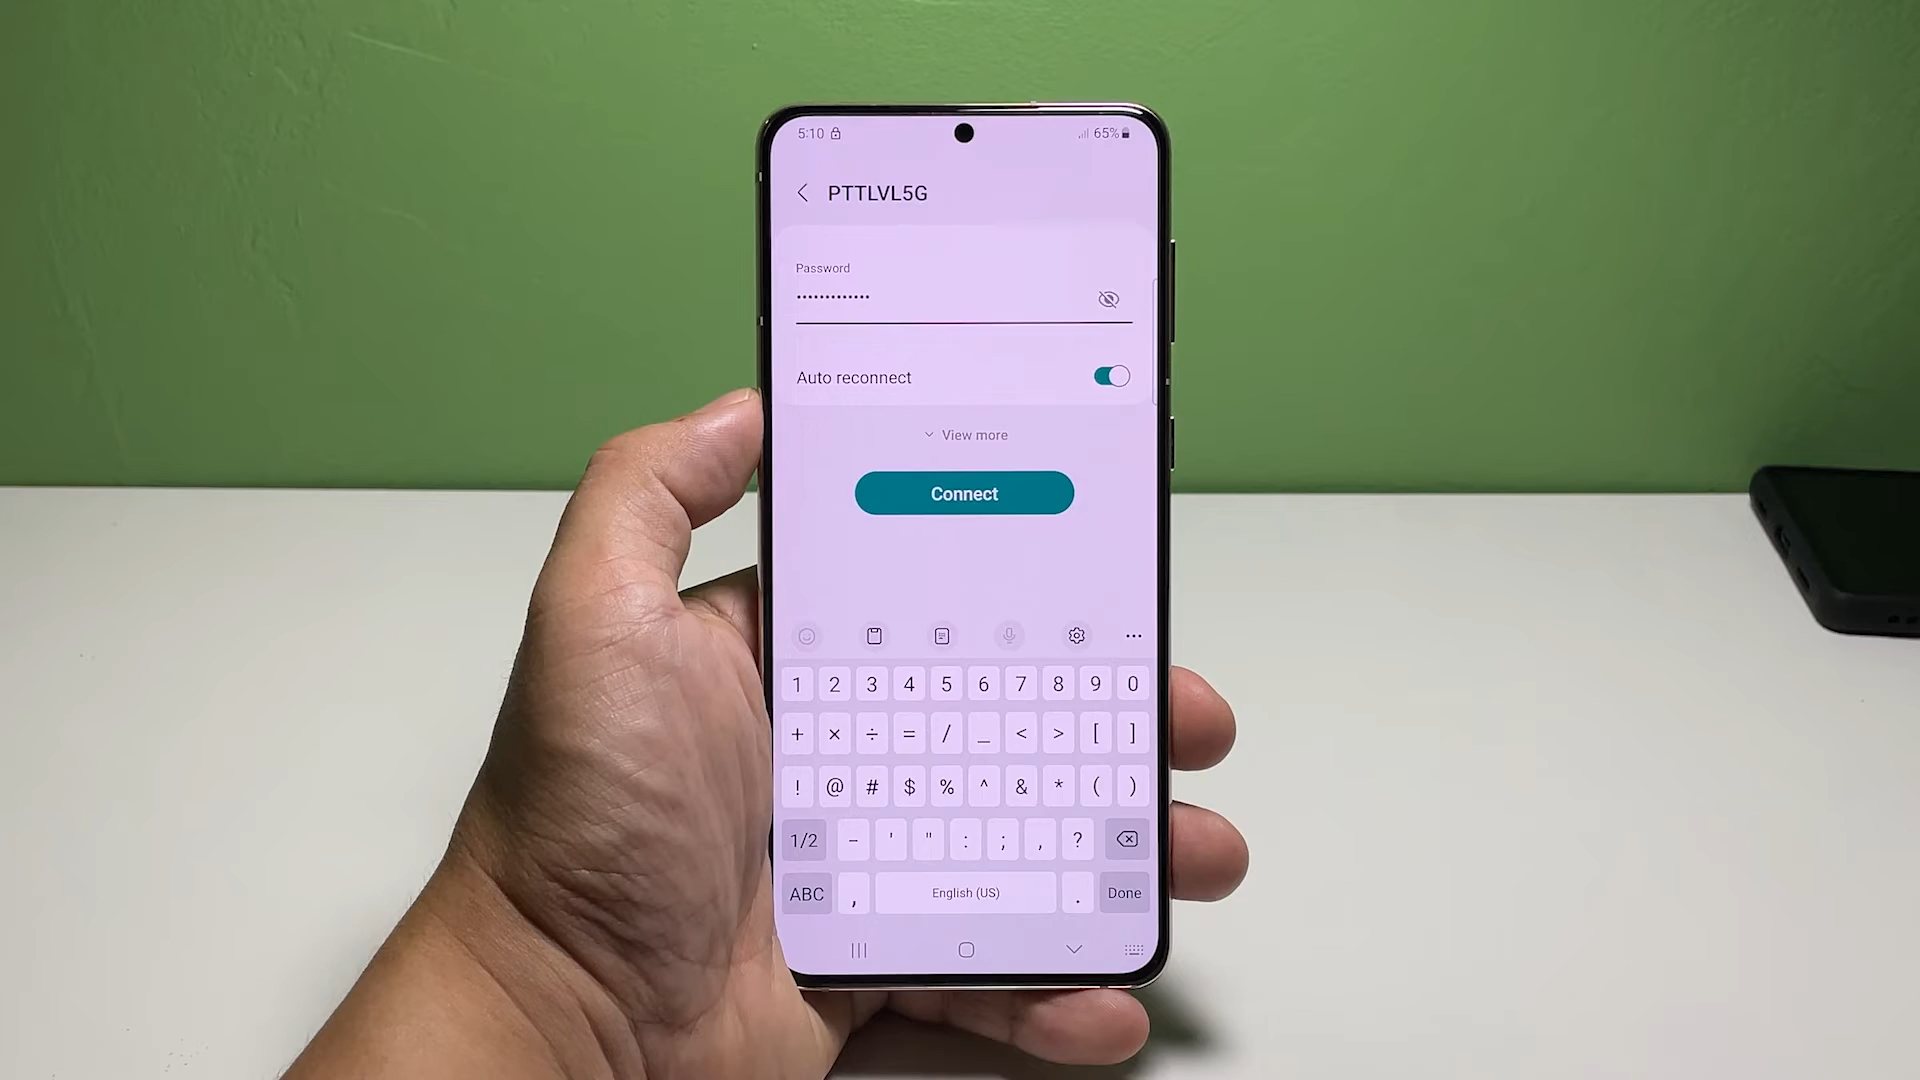 5:10 65%
PTTLVL5G
Password
•••••••••••••
Auto reconnect
View more
Connect
1 2 3 4 5 6 7 8 9 0
+ × ÷ = / _ < > [ ]
! @ # $ % ^ & * ( )
1/2 - ' " : ; , ?
ABC , English (US) . Done